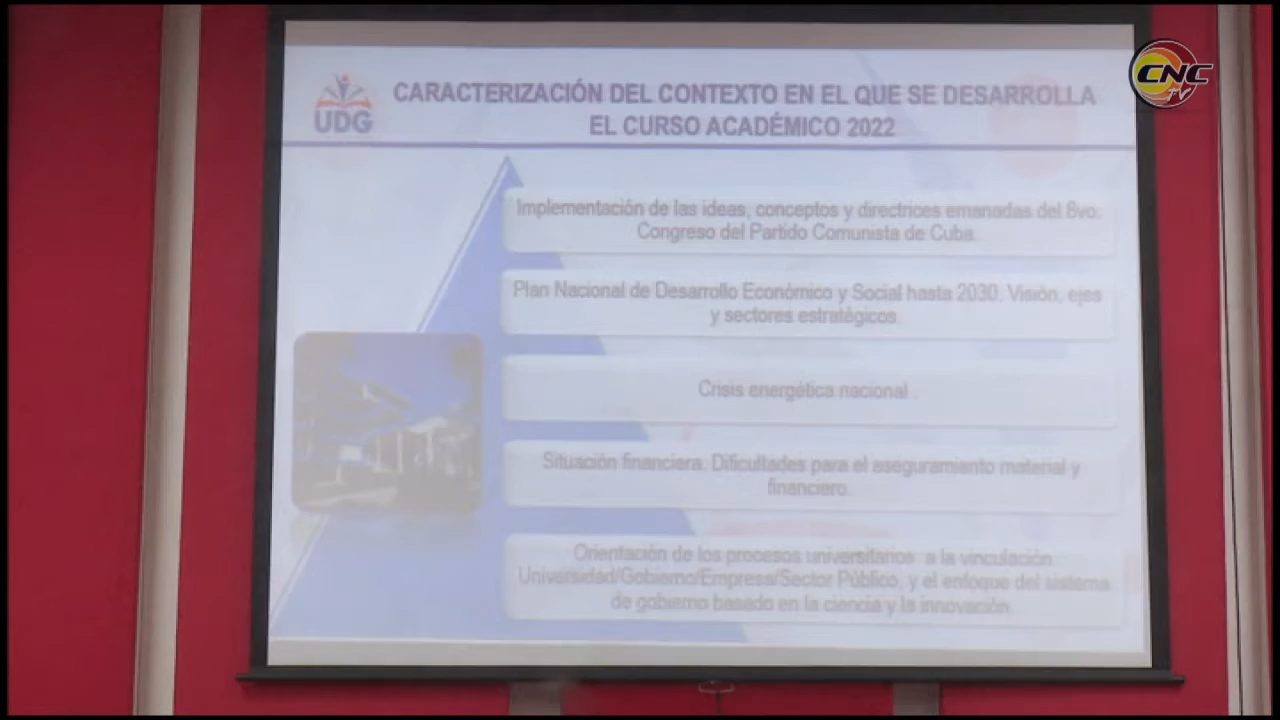 CNC
TV
UDG
CARACTERIZACIÓN DEL CONTEXTO EN EL QUE SE DESARROLLA
EL CURSO ACADÉMICO 2022
Implementación de las ideas, conceptos y directrices emanadas del 8vo.
Congreso del Partido Comunista de Cuba.
Plan Nacional de Desarrollo Económico y Social hasta 2030. Visión, ejes
y sectores estratégicos.
Crisis energética nacional .
Situación financiera. Dificultades para el aseguramiento material y
financiero.
Orientación de los procesos universitarios a la vinculación
Universidad/Gobierno/Empresa/Sector Público, y el enfoque del sistema
de gobierno basado en la ciencia y la innovación.